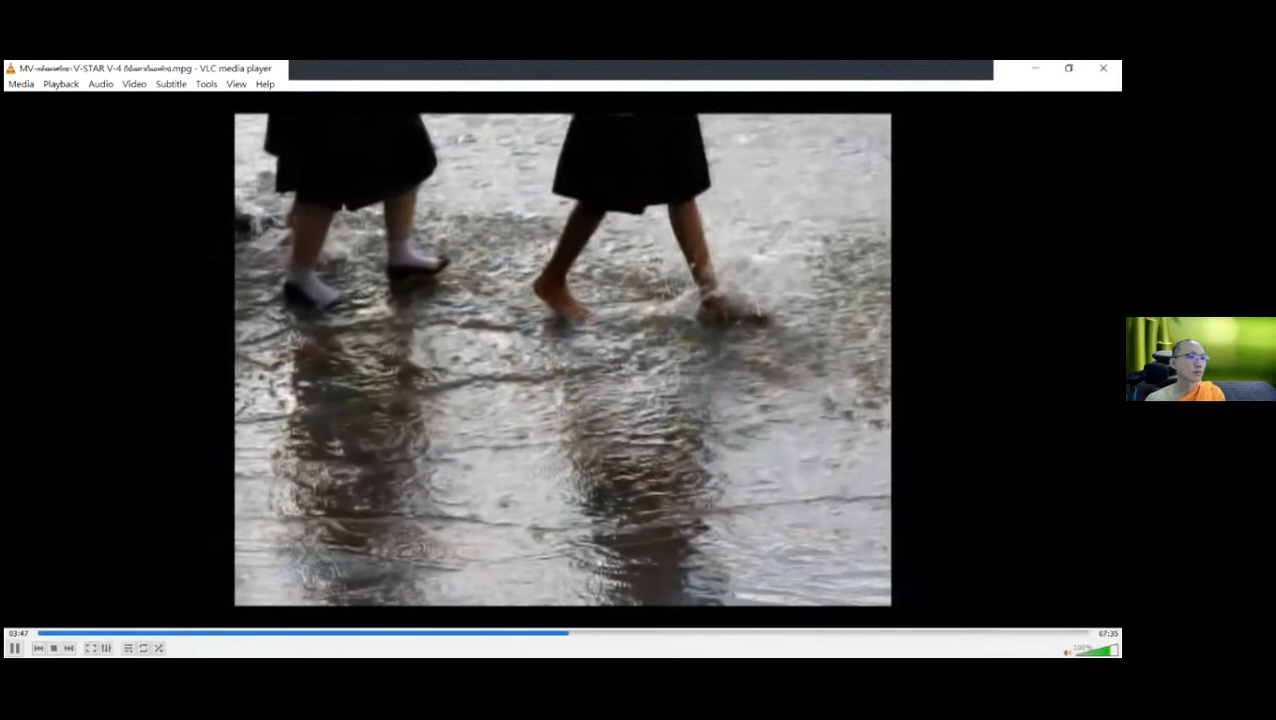 MV- V-STAR V-4 .mpg - VLC media player
Media Playback Audio Video Subtitle Tools View Help
03:47
07:35
100%